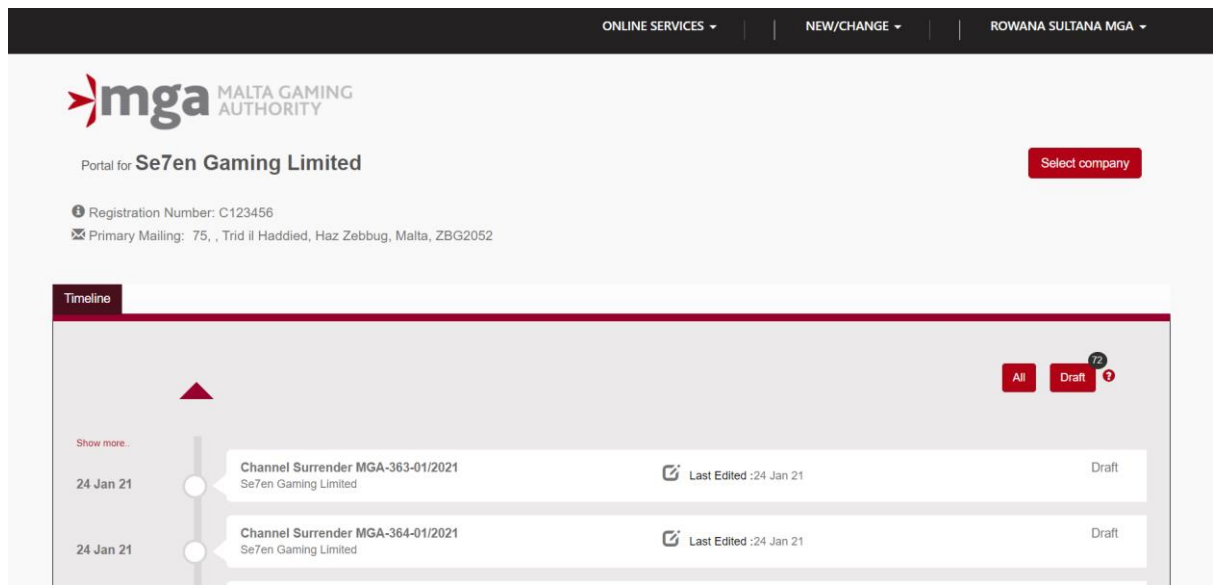 ONLINE SERVICES
NEW/CHANGE
ROWANA SULTANA MGA
mga MALTA GAMING
AUTHORITY
Portal for Se7en Gaming Limited
Select company
Registration Number: C123456
Primary Mailing: 75, , Trid il Haddied, Haz Zebbug, Malta, ZBG2052
Timeline
72
All
Draft
?
Show more..
24 Jan 21
Channel Surrender MGA-363-01/2021
Se7en Gaming Limited
Last Edited :24 Jan 21
Draft
24 Jan 21
Channel Surrender MGA-364-01/2021
Se7en Gaming Limited
Last Edited :24 Jan 21
Draft